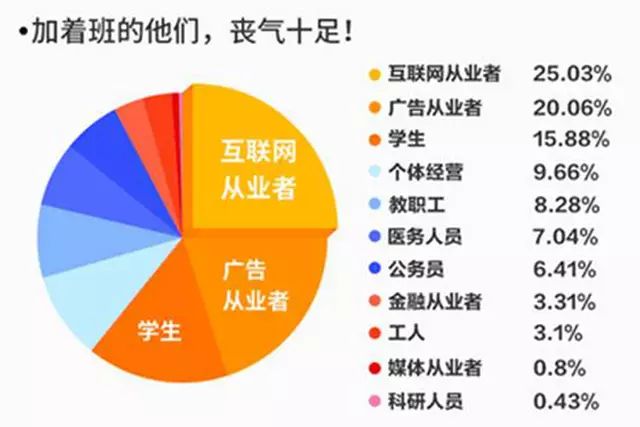 •加着班的他们，丧气十足！
互联网从业者 25.03%
广告从业者 20.06%
学生 15.88%
个体经营 9.66%
教职工 8.28%
医务人员 7.04%
公务员 6.41%
金融从业者 3.31%
工人 3.1%
媒体从业者 0.8%
科研人员 0.43%
互联网
从业者
广告
从业者
学生